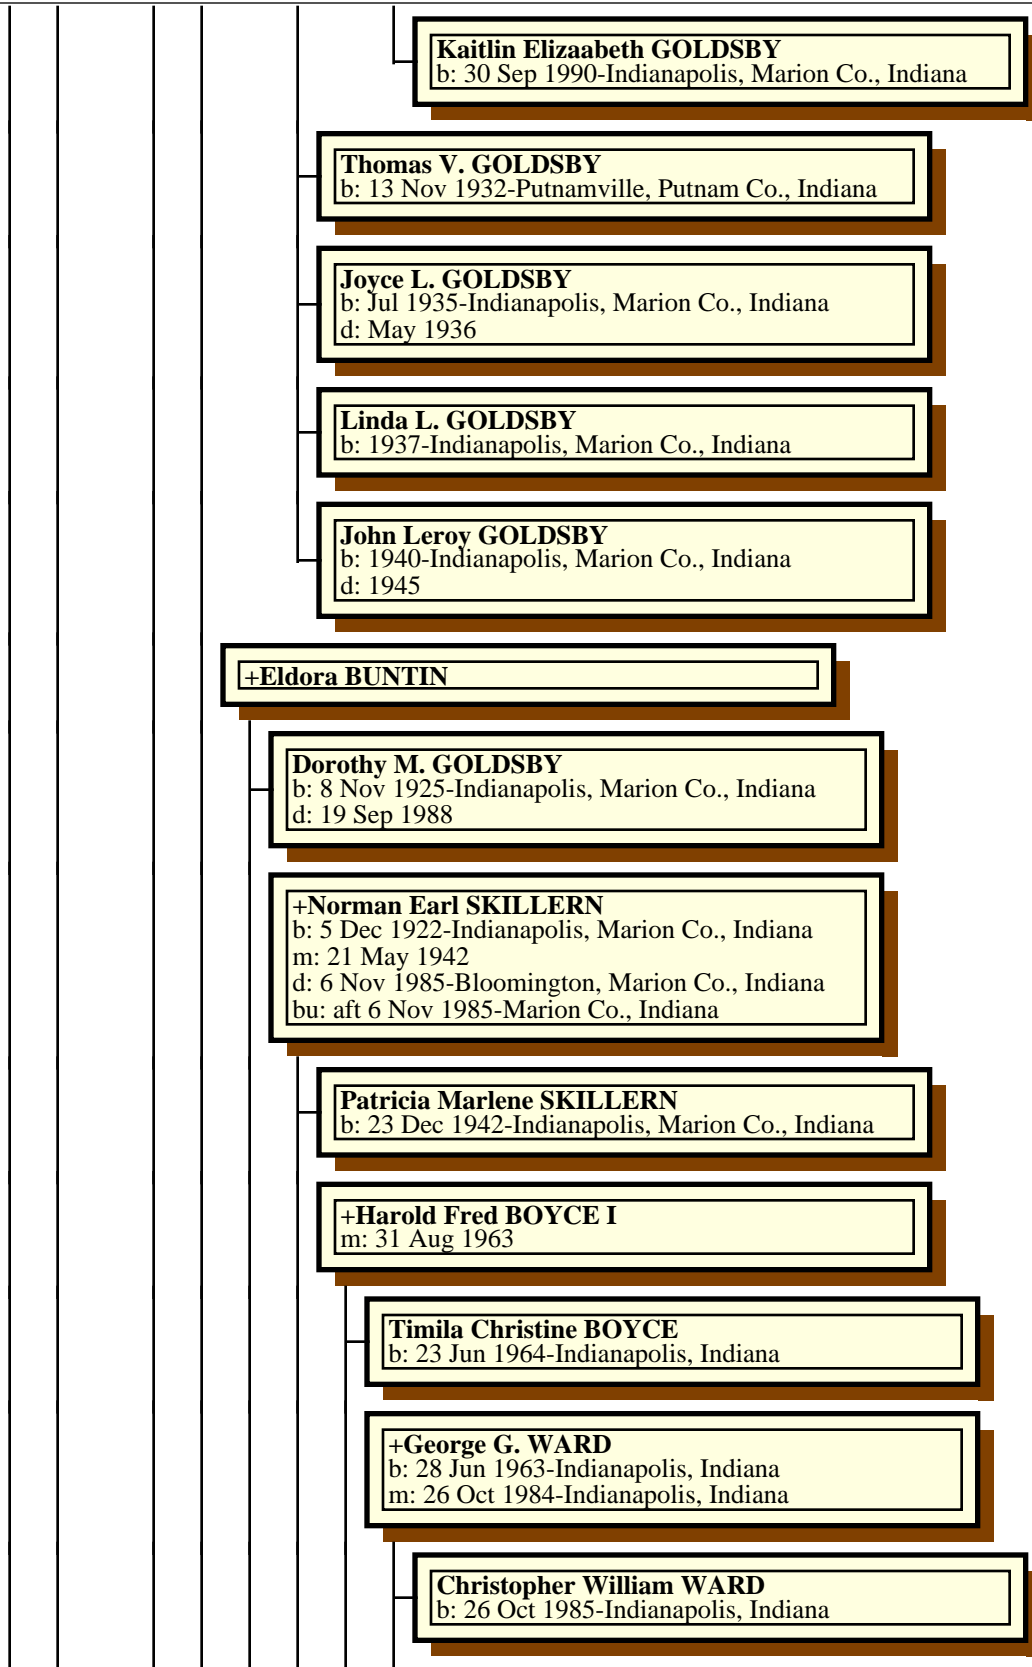 Kaitlin Elizaabeth GOLDSBY
b: 30 Sep 1990-Indianapolis, Marion Co., Indiana
Thomas V. GOLDSBY
b: 13 Nov 1932-Putnamville, Putnam Co., Indiana
Joyce L. GOLDSBY
b: Jul 1935-Indianapolis, Marion Co., Indiana
d: May 1936
Linda L. GOLDSBY
b: 1937-Indianapolis, Marion Co., Indiana
John Leroy GOLDSBY
b: 1940-Indianapolis, Marion Co., Indiana
d: 1945
+Eldora BUNTIN
Dorothy M. GOLDSBY
b: 8 Nov 1925-Indianapolis, Marion Co., Indiana
d: 19 Sep 1988
+Norman Earl SKILLERN
b: 5 Dec 1922-Indianapolis, Marion Co., Indiana
m: 21 May 1942
d: 6 Nov 1985-Bloomington, Marion Co., Indiana
bu: aft 6 Nov 1985-Marion Co., Indiana
Patricia Marlene SKILLERN
b: 23 Dec 1942-Indianapolis, Marion Co., Indiana
+Harold Fred BOYCE I
m: 31 Aug 1963
Timila Christine BOYCE
b: 23 Jun 1964-Indianapolis, Indiana
+George G. WARD
b: 28 Jun 1963-Indianapolis, Indiana
m: 26 Oct 1984-Indianapolis, Indiana
Christopher William WARD
b: 26 Oct 1985-Indianapolis, Indiana